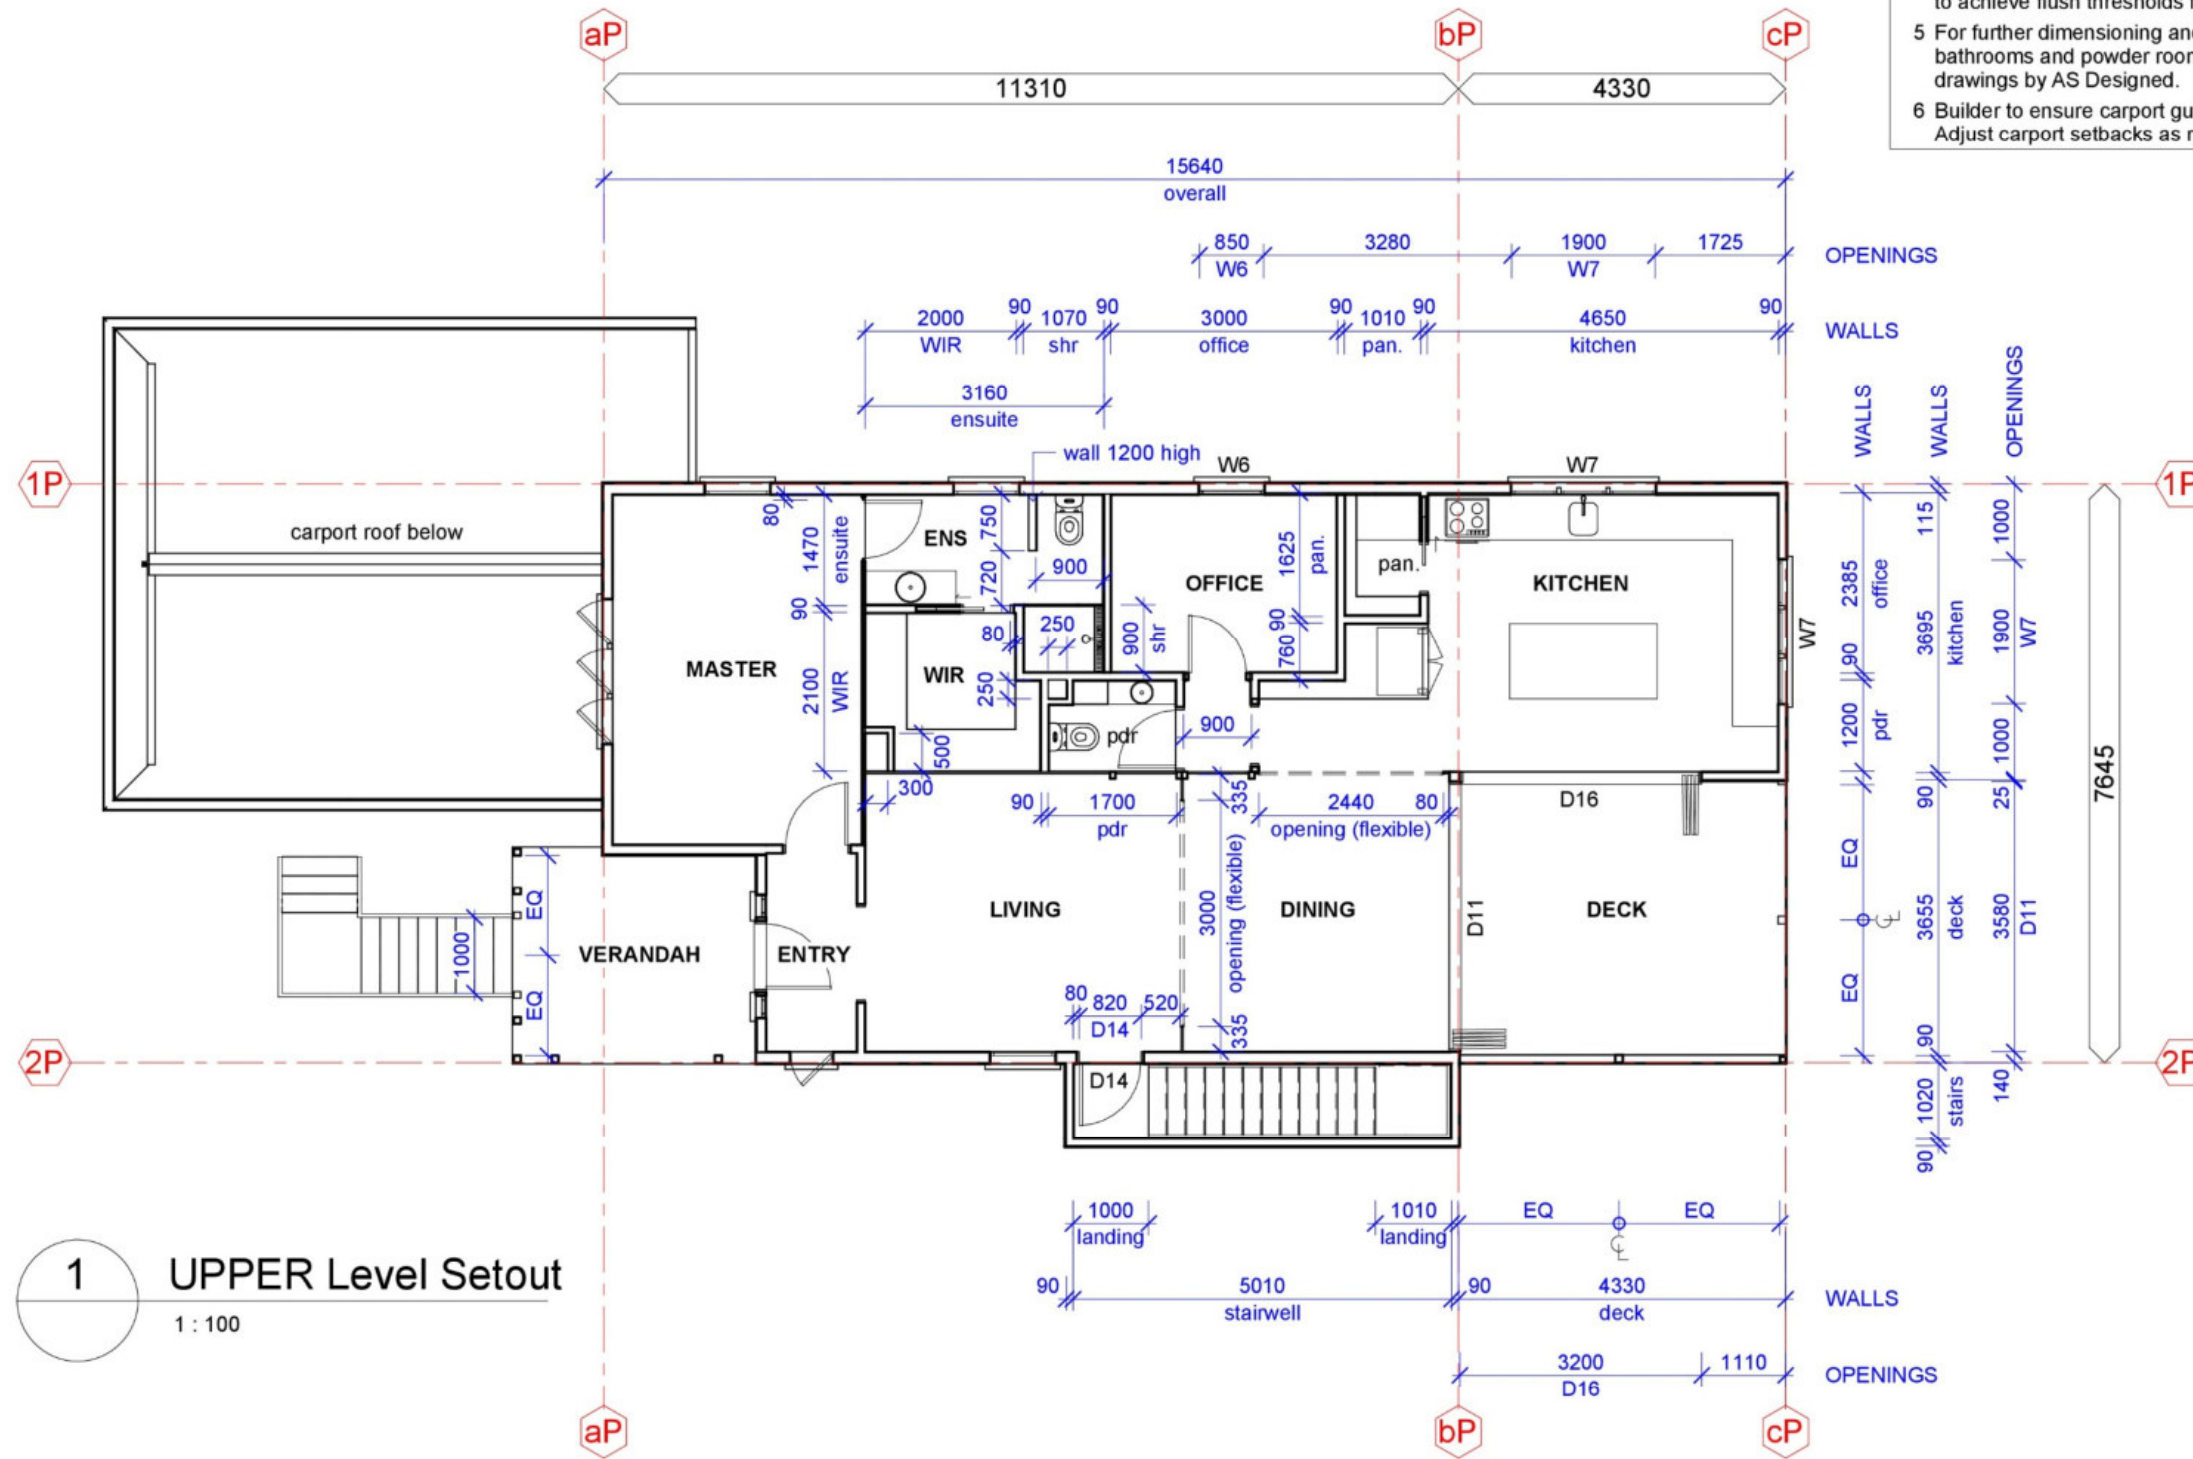 to achieve flush thresholds
5 For further dimensioning and
bathrooms and powder room
drawings by AS Designed.
6 Builder to ensure carport
Adjust carport setbacks as
aP bP cP
11310 4330
15640
overall
850 3280 1900 1725 OPENINGS
W6 W7
90 90 90 90 90
2000 1070 3000 1010 4650 WALLS
WIR shr office pan. kitchen
3160
ensuite
WALLS WALLS OPENINGS
wall 1200 high
W6 W7
1P 1P
carport roof below
80
1470 ensuite
90
2100 WIR
ENS
750
720
900
OFFICE
1625 pan.
90
760
pan.
KITCHEN
W7
MASTER
WIR
80
250
900 shr
250
500
300
pdr
900
90 1700
pdr
335
2440 80
opening (flexible)
D16
3000 opening (flexible)
335
LIVING
DINING
D11
DECK
VERANDAH
ENTRY
EQ
EQ
1000
80 820 520
D14
D14
2P 2P
2385 office
90
1200 pdr
EQ
EQ
115
3695 kitchen
90
3655 deck
90
1020 stairs
90
1000
1900 W7
1000
25
3580 D11
140
7645
1000 1010 EQ EQ
landing landing
90 5010 90 4330 WALLS
stairwell deck
3200 1110 OPENINGS
D16
1 UPPER Level Setout
1 : 100
aP bP cP